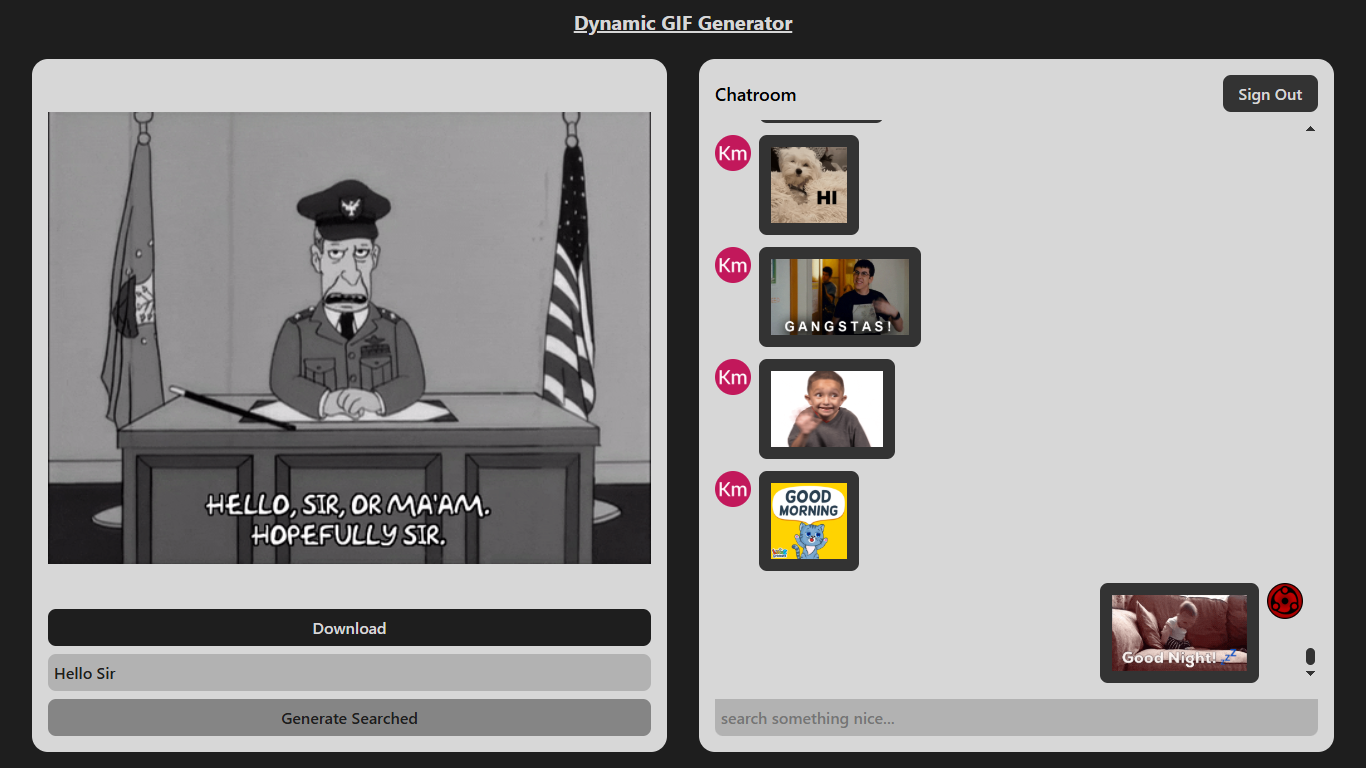 Dynamic GIF Generator
HELLO, SIR, OR MA'AM.
HOPEFULLY SIR.
Download
Hello Sir
Generate Searched
Chatroom
Sign Out
Km
HI
Km
GANGSTAS!
Km
Km
GOOD
MORNING
Good Night! zzz
search something nice...